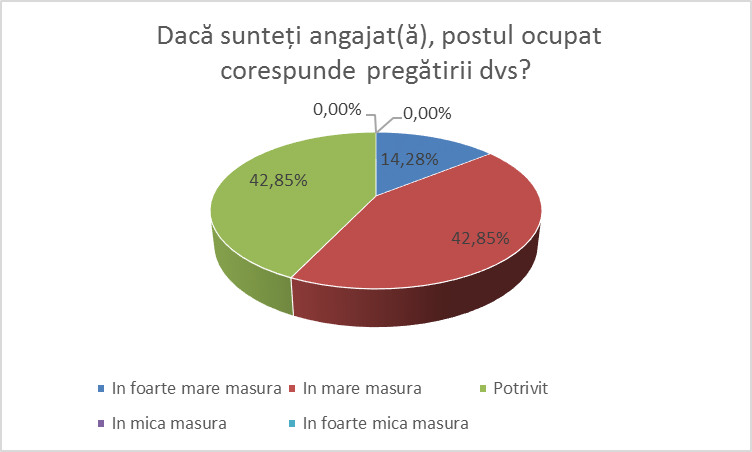 Dacă sunteți angajat(ă), postul ocupat
corespunde pregătirii dvs?
0,00% 0,00%
14,28%
42,85%
42,85%
In foarte mare masura In mare masura Potrivit
In mica masura In foarte mica masura